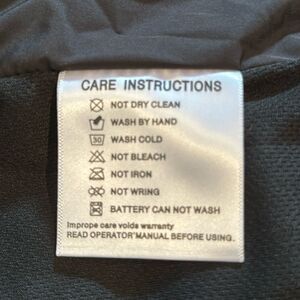 CARE INSTRUCTIONS
NOT DRY CLEAN
WASH BY HAND
30 WASH COLD
NOT BLEACH
NOT IRON
NOT WRING
BATTERY CAN NOT WASH
Imprope care voids warranty
READ OPERATOR'MANUAL BEFORE USING.